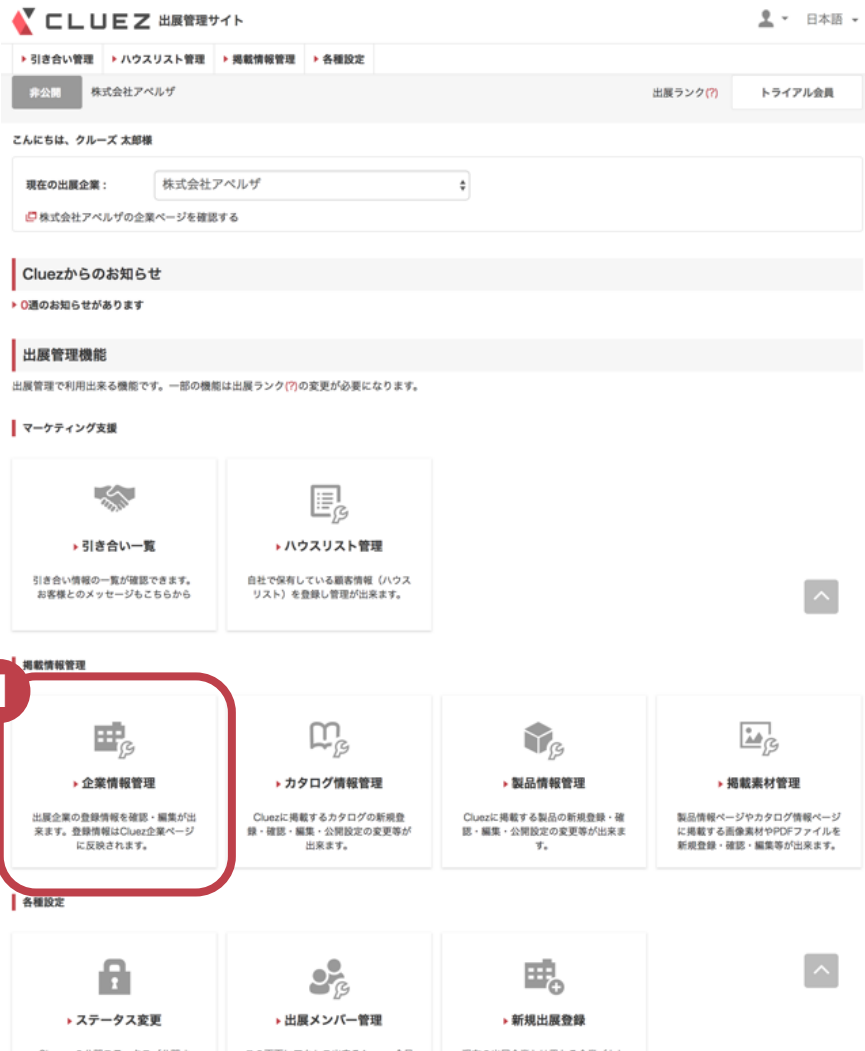 CLUEZ 出展管理サイト
日本語
引き合い管理 ハウスリスト管理 掲載情報管理 各種設定
非公開 株式会社アペルザ 出展ランク(?) トライアル会員
こんにちは、クルーズ 太郎様
現在の出展企業： 株式会社アペルザ
株式会社アペルザの企業ページを確認する
Cluezからのお知らせ
0通のお知らせがあります
出展管理機能
出展管理で利用出来る機能です。一部の機能は出展ランク(?)の変更が必要になります。
マーケティング支援
引き合い一覧
引き合い情報の一覧が確認できます。
お客様とのメッセージもこちらから
ハウスリスト管理
自社で保有している顧客情報（ハウス
リスト）を登録し管理が出来ます。
掲載情報管理
企業情報管理
出展企業の登録情報を確認・編集が出
来ます。登録情報はCluez企業ページ
に反映されます。
カタログ情報管理
Cluezに掲載するカタログの新規登
録・確認・編集・公開設定の変更等が
出来ます。
製品情報管理
Cluezに掲載する製品の新規登録・確
認・編集・公開設定の変更等が出来ま
す。
掲載素材管理
製品情報ページやカタログ情報ページ
に掲載する画像素材やPDFファイルを
新規登録・確認・編集等が出来ます。
各種設定
ステータス変更
出展メンバー管理
新規出展登録